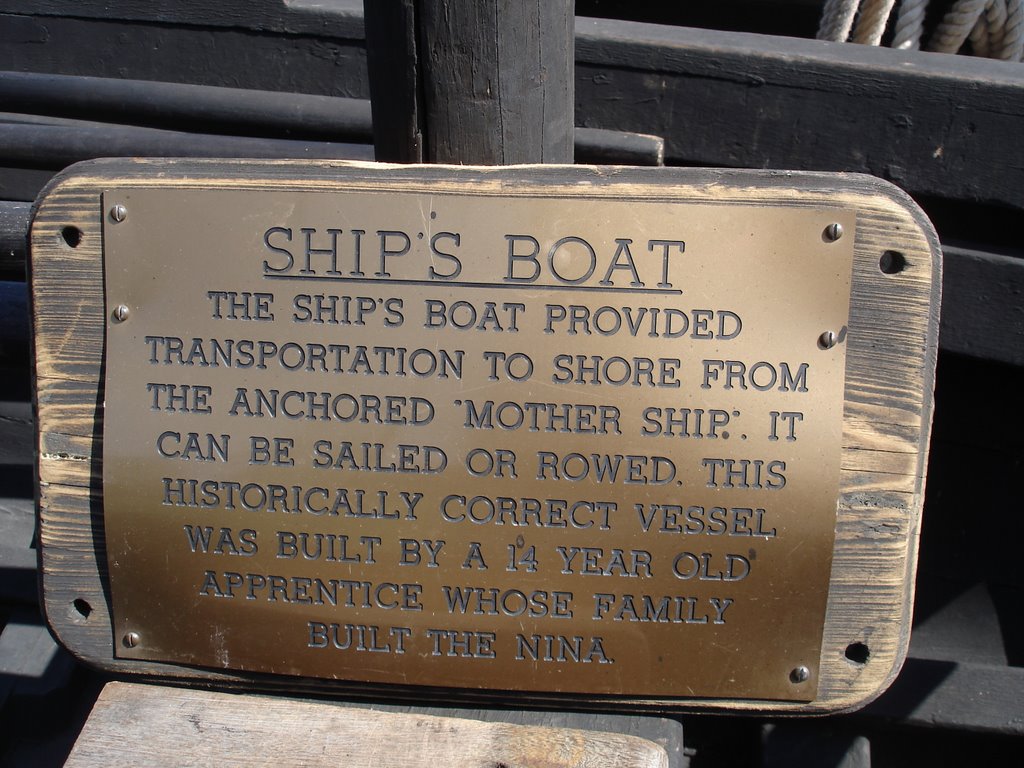 SHIP'S BOAT
THE SHIP'S BOAT PROVIDED
TRANSPORTATION TO SHORE FROM
THE ANCHORED "MOTHER SHIP". IT
CAN BE SAILED OR ROWED. THIS
HISTORICALLY CORRECT VESSEL
WAS BUILT BY A 14 YEAR OLD
APPRENTICE WHOSE FAMILY
BUILT THE NINA.